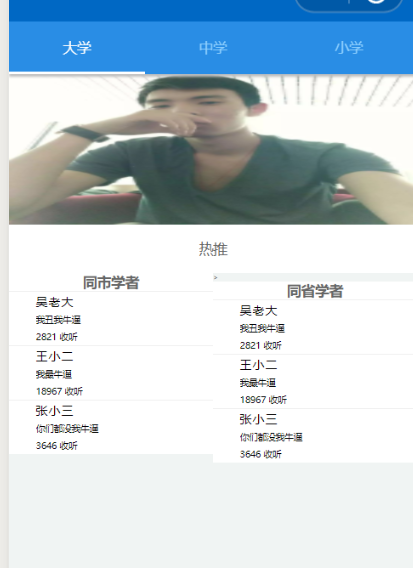 大学 中学 小学
热推
同市学者
吴老大
我丑我牛逼
2821 收听
王小二
我最牛逼
18967 收听
张小三
你们都没我牛逼
3646 收听
>
同省学者
吴老大
我丑我牛逼
2821 收听
王小二
我最牛逼
18967 收听
张小三
你们都没我牛逼
3646 收听